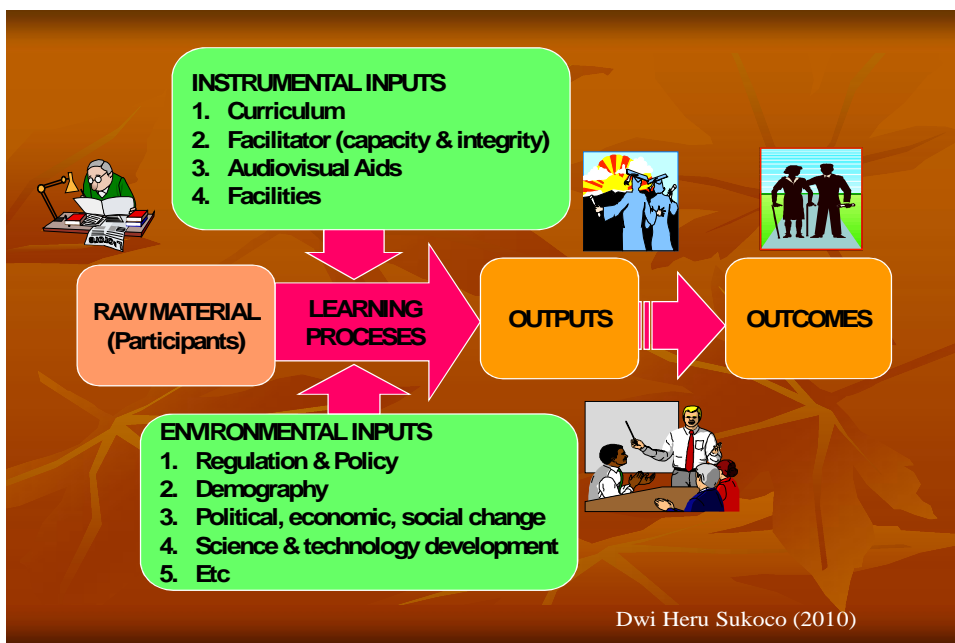 INSTRUMENTAL INPUTS
1. Curriculum
2. Facilitator (capacity & integrity)
3. Audiovisual Aids
4. Facilities
RAW MATERIAL
(Participants)
LEARNING
PROCESES
OUTPUTS
OUTCOMES
ENVIRONMENTAL INPUTS
1. Regulation & Policy
2. Demography
3. Political, economic, social change
4. Science & technology development
5. Etc
Dwi Heru Sukoco (2010)